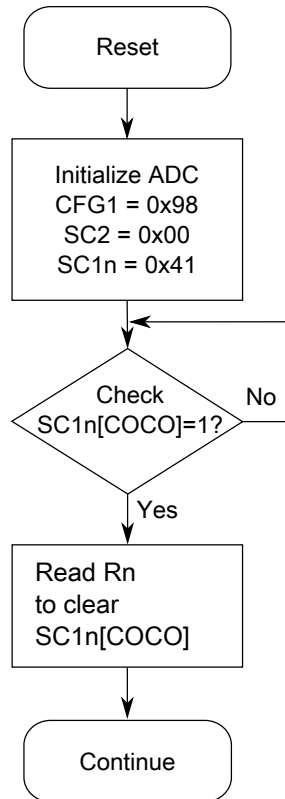 Reset
Initialize ADC
CFG1 = 0x98
SC2 = 0x00
SC1n = 0x41
Check
SC1n[COCO]=1?
No
Yes
Read Rn
to clear
SC1n[COCO]
Continue